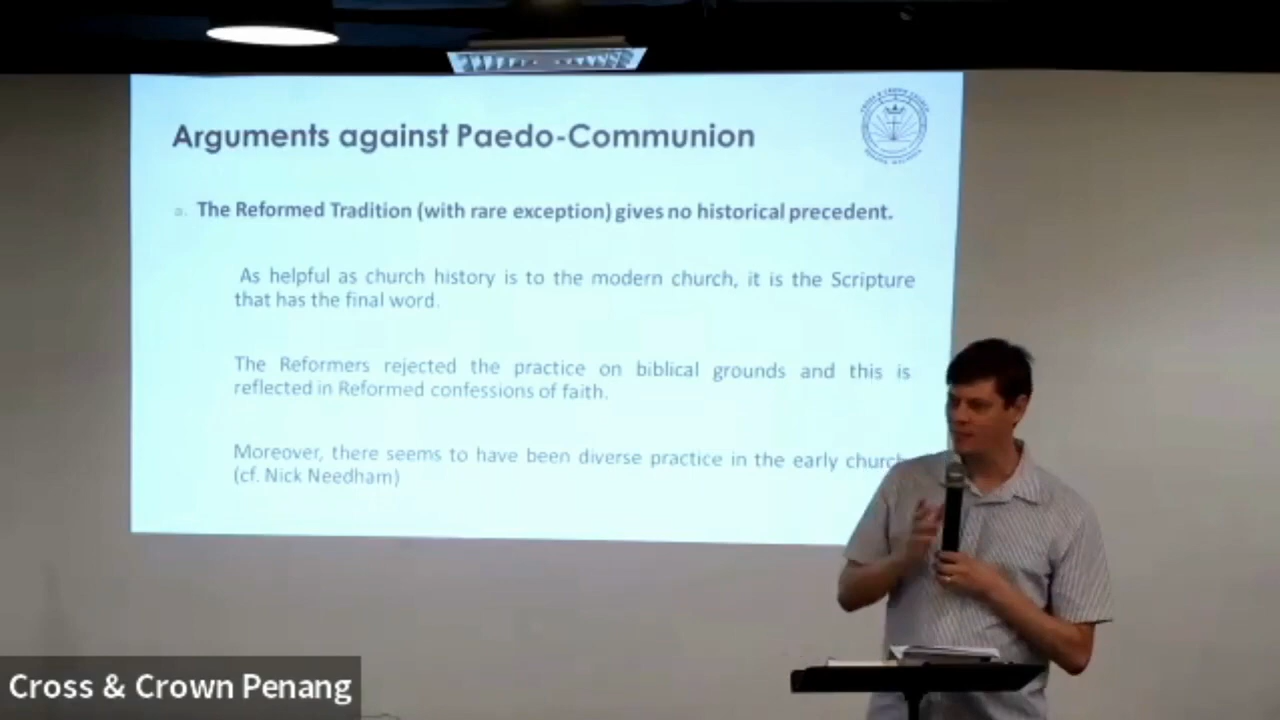 Arguments against Paedo-Communion
CROSS & CROWN CHURCH
a. The Reformed Tradition (with rare exception) gives no historical precedent.
As helpful as church history is to the modern church, it is the Scripture
that has the final word.
The Reformers rejected the practice on biblical grounds and this is
reflected in Reformed confessions of faith.
Moreover, there seems to have been diverse practice in the early church
(cf. Nick Needham)
Cross & Crown Penang